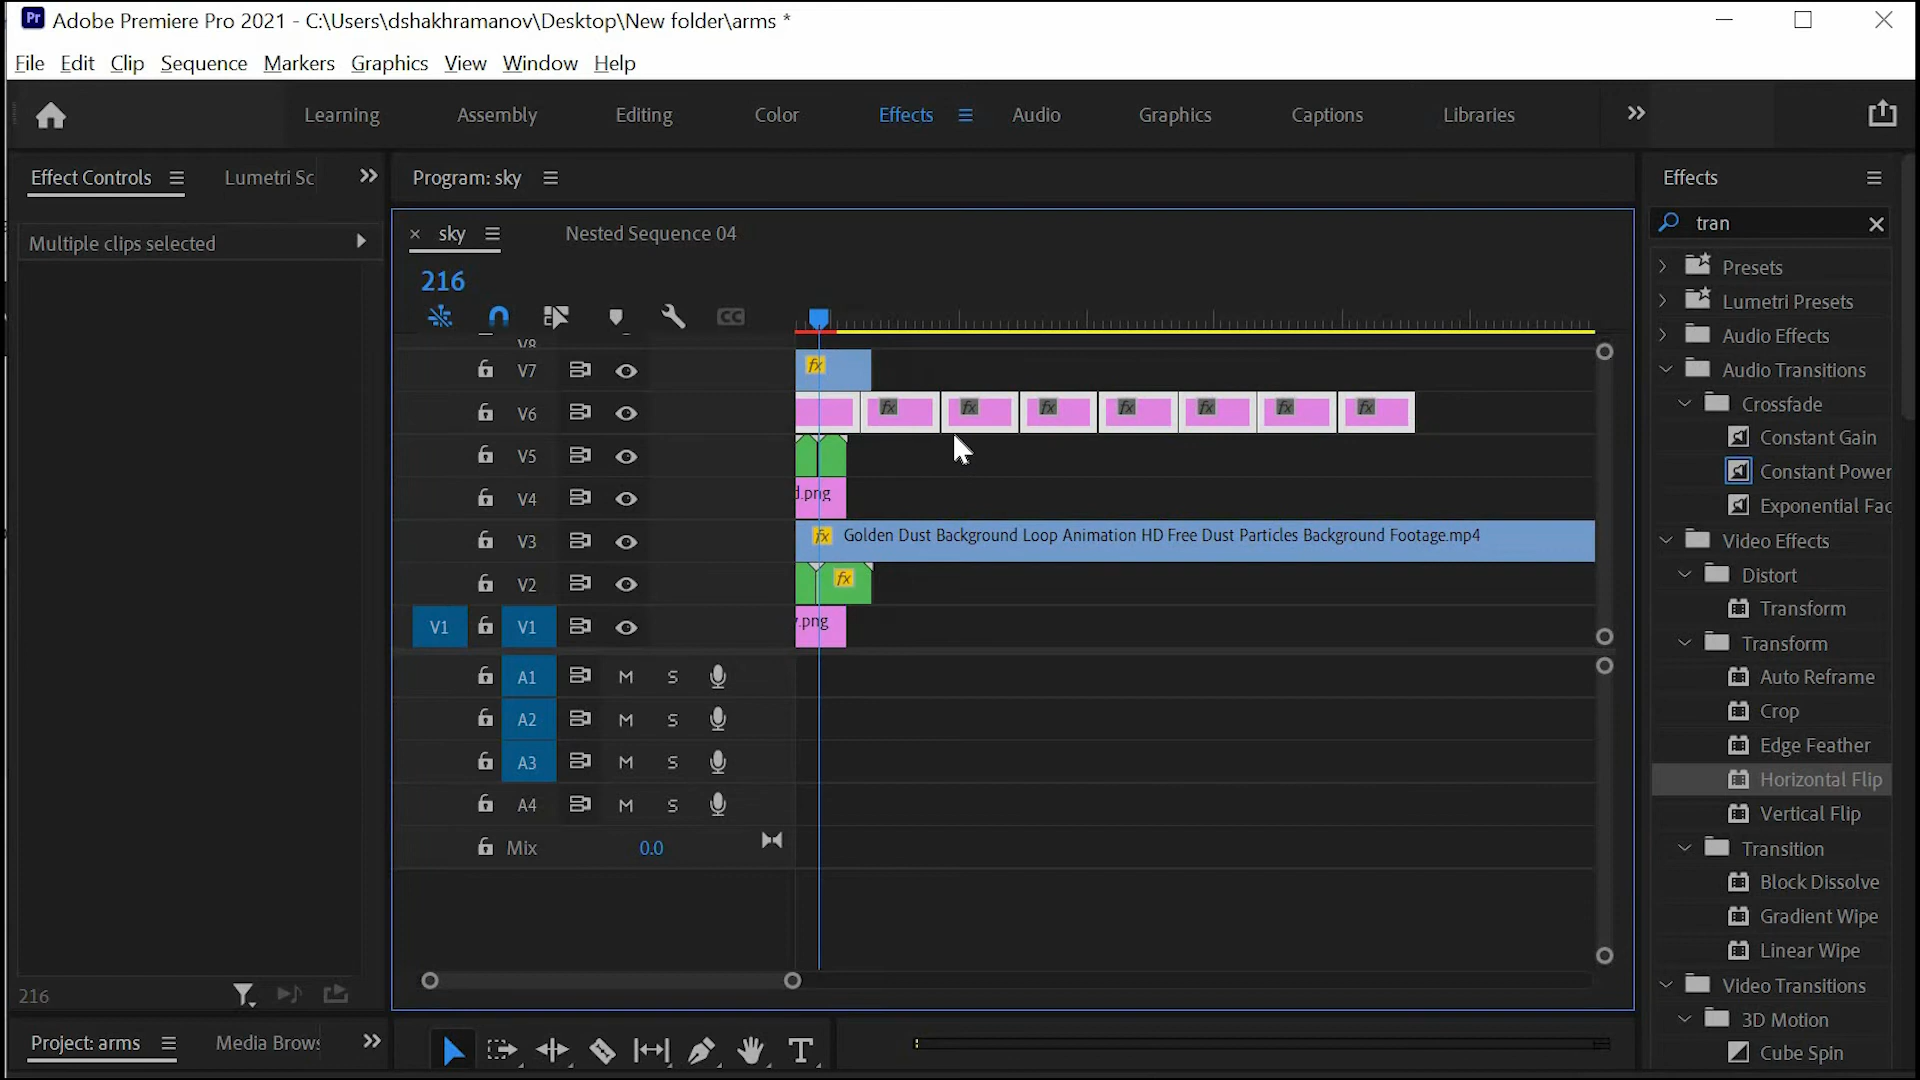 Pr Adobe Premiere Pro 2021 - C:\Users\dshakhramanov\Desktop\New folder\arms *
File Edit Clip Sequence Markers Graphics View Window Help
Learning Assembly Editing Color Effects Audio Graphics Captions Libraries
Effect Controls Lumetri Sc Program: sky Effects
Multiple clips selected
sky Nested Sequence 04
216
CC
V8
V7 fx
V6 fx fx fx fx fx fx fx
V5
V4 d.png
V3 fx Golden Dust Background Loop Animation HD Free Dust Particles Background Footage.mp4
V2 fx
V1 V1 .png
A1 M S
A2 M S
A3 M S
A4 M S
Mix 0.0
tran
Presets
Lumetri Presets
Audio Effects
Audio Transitions
Crossfade
Constant Gain
Constant Power
Exponential Fac
Video Effects
Distort
Transform
Transform
Auto Reframe
Crop
Edge Feather
Horizontal Flip
Vertical Flip
Transition
Block Dissolve
Gradient Wipe
Linear Wipe
Video Transitions
3D Motion
Cube Spin
216
Project: arms Media Brows
T